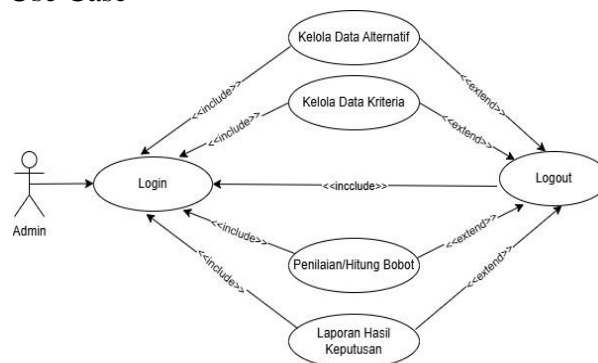 Use Case
Kelola Data Alternatif
<<include>>
<<extend>>
Kelola Data Kriteria
<<include>>
<<extend>>
Login
<<incclude>>
Logout
Admin
<<include>>
Penilaian/Hitung Bobot
<<extend>>
<<include>>
Laporan Hasil
Keputusan
<<extend>>